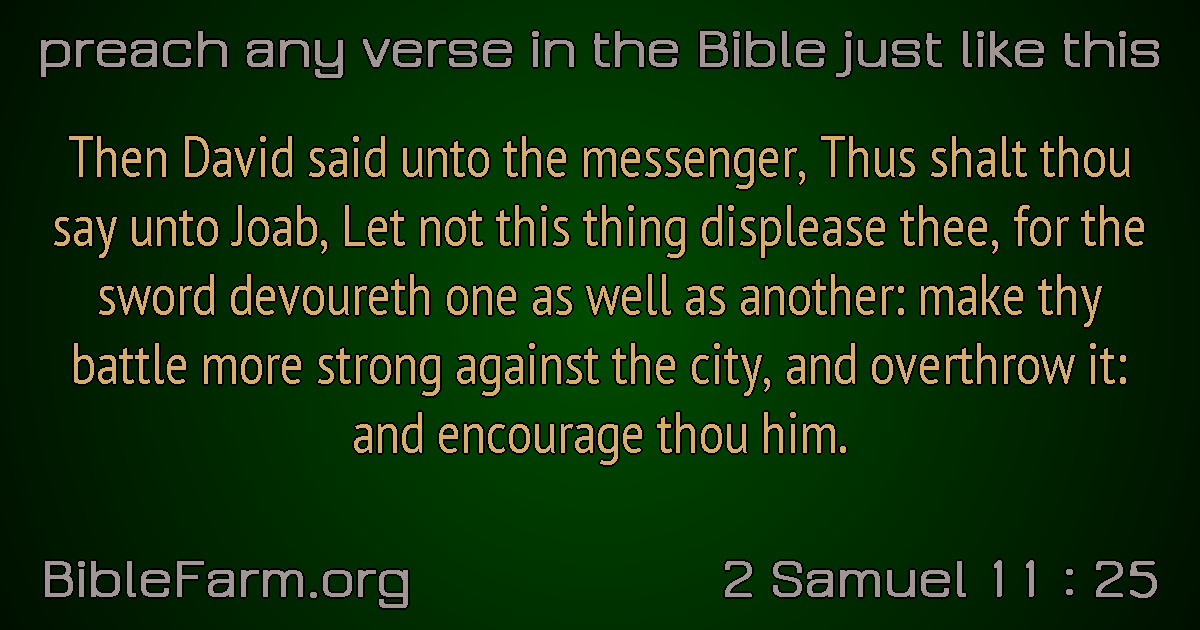 preach any verse in the Bible just like this
Then David said unto the messenger, Thus shalt thou
say unto Joab, Let not this thing displease thee, for the
sword devoureth one as well as another: make thy
battle more strong against the city, and overthrow it:
and encourage thou him.
BibleFarm.org
2 Samuel 11 : 25